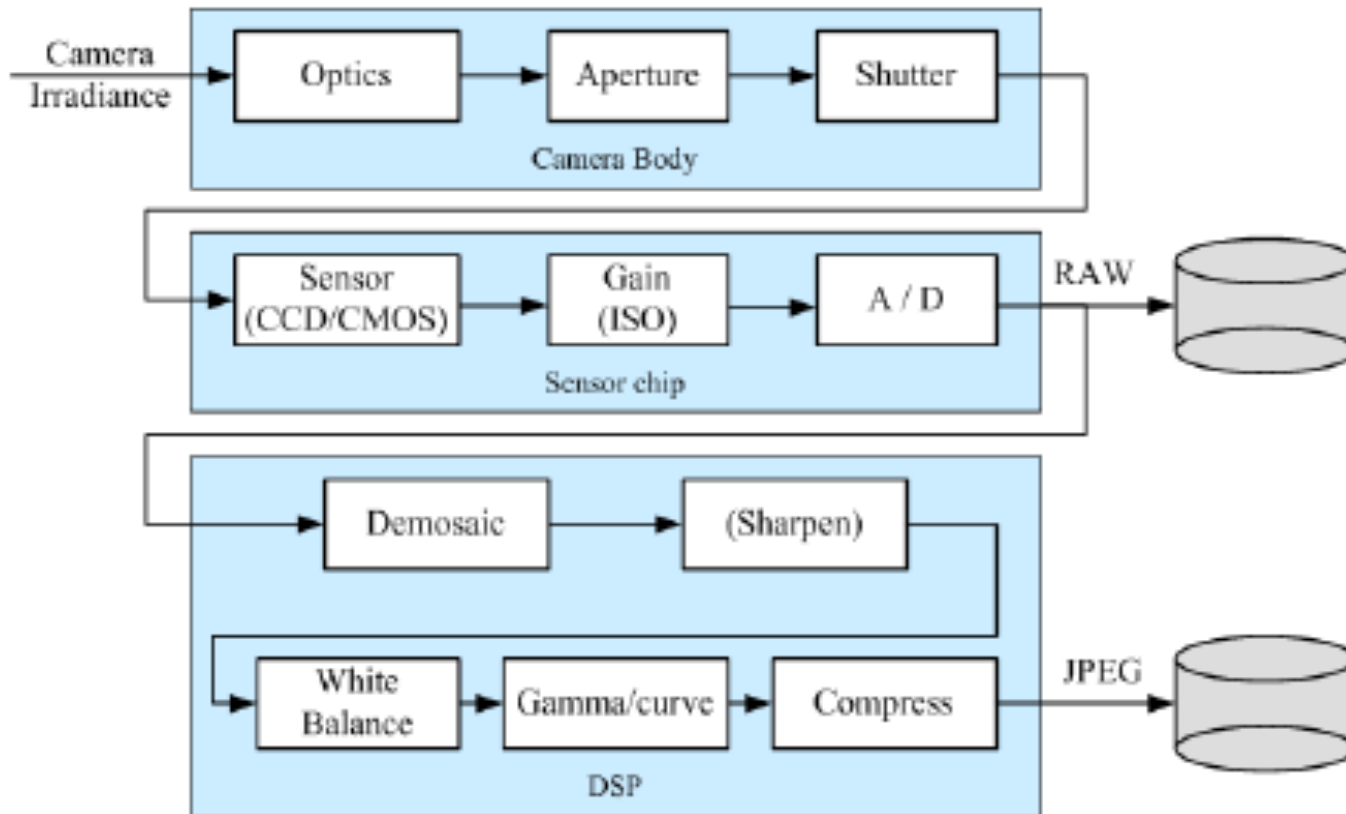 Camera
Irradiance
Optics
Aperture
Shutter
Camera Body
Sensor
(CCD/CMOS)
Gain
(ISO)
A / D
RAW
Sensor chip
Demosaic
(Sharpen)
White
Balance
Gamma/curve
Compress
JPEG
DSP